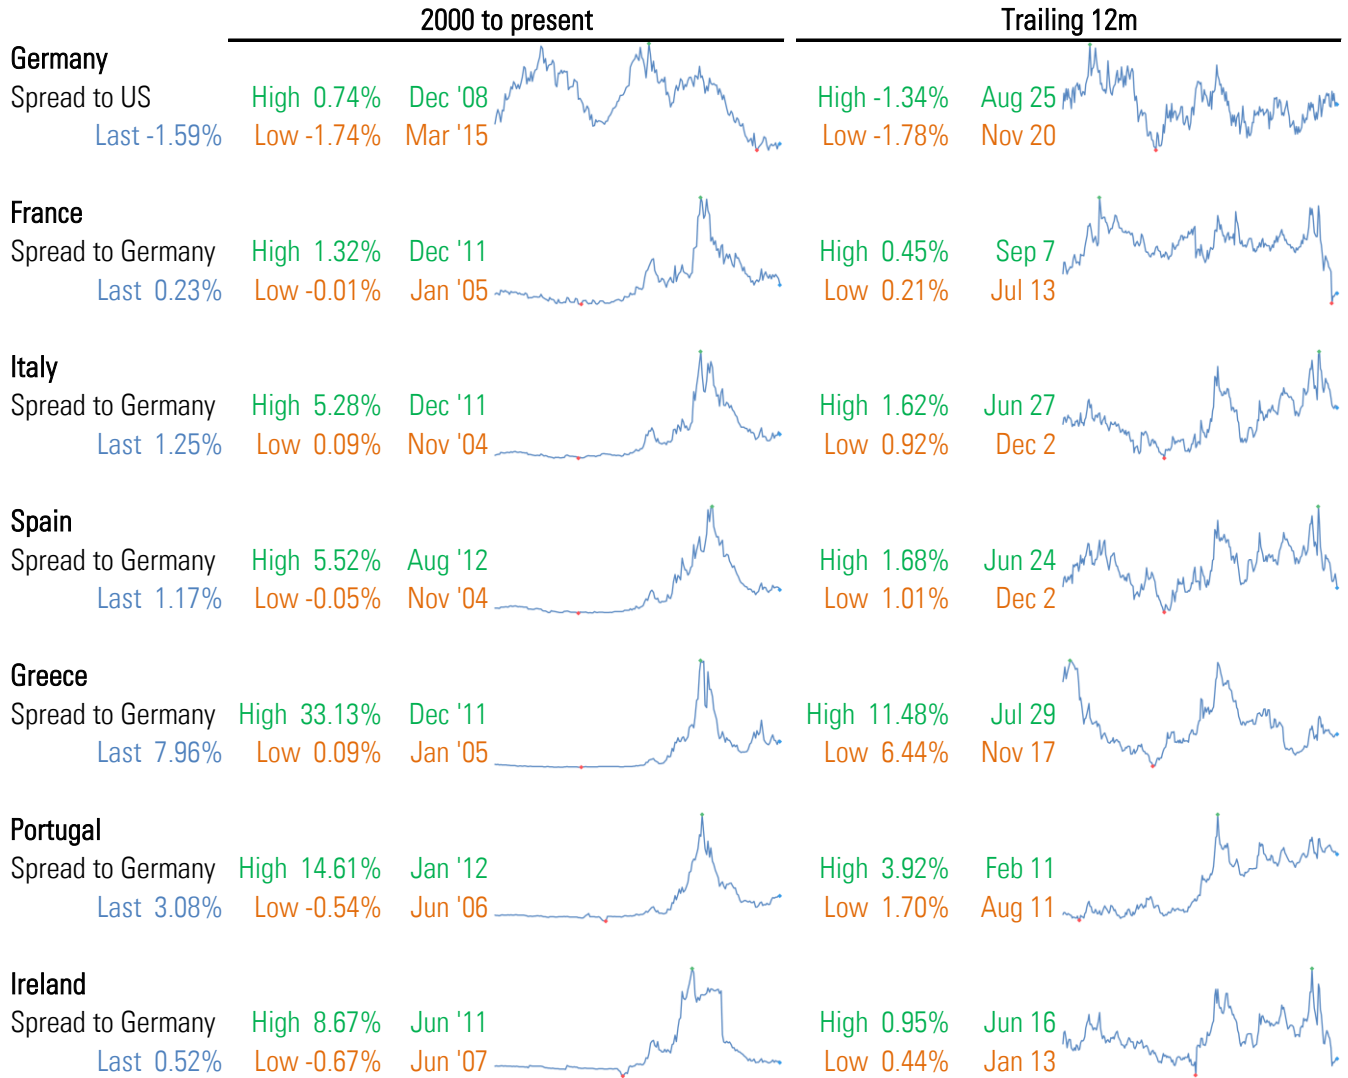 2000 to present Trailing 12m
Germany
Spread to US High 0.74% Dec '08 High -1.34% Aug 25
Last -1.59% Low -1.74% Mar '15 Low -1.78% Nov 20
France
Spread to Germany High 1.32% Dec '11 High 0.45% Sep 7
Last 0.23% Low -0.01% Jan '05 Low 0.21% Jul 13
Italy
Spread to Germany High 5.28% Dec '11 High 1.62% Jun 27
Last 1.25% Low 0.09% Nov '04 Low 0.92% Dec 2
Spain
Spread to Germany High 5.52% Aug '12 High 1.68% Jun 24
Last 1.17% Low -0.05% Nov '04 Low 1.01% Dec 2
Greece
Spread to Germany High 33.13% Dec '11 High 11.48% Jul 29
Last 7.96% Low 0.09% Jan '05 Low 6.44% Nov 17
Portugal
Spread to Germany High 14.61% Jan '12 High 3.92% Feb 11
Last 3.08% Low -0.54% Jun '06 Low 1.70% Aug 11
Ireland
Spread to Germany High 8.67% Jun '11 High 0.95% Jun 16
Last 0.52% Low -0.67% Jun '07 Low 0.44% Jan 13